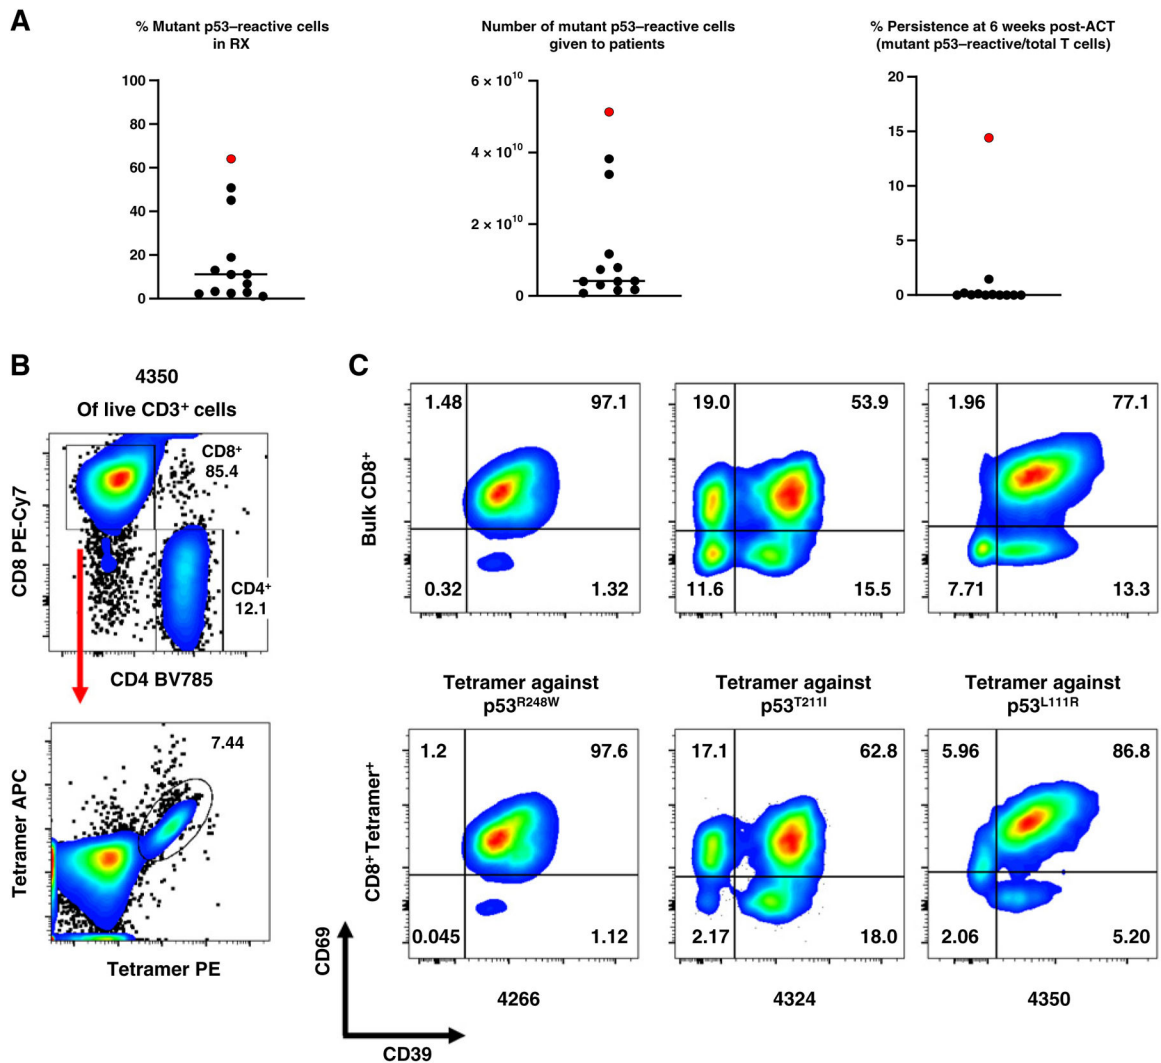 A
% Mutant p53–reactive cells
in RX
100
80
60
40
20
0
Number of mutant p53–reactive cells
given to patients
6 × 10¹⁰
4 × 10¹⁰
2 × 10¹⁰
0
% Persistence at 6 weeks post-ACT
(mutant p53–reactive/total T cells)
20
15
10
5
0
B
4350
Of live CD3⁺ cells
CD8⁺
85.4
CD4⁺
12.1
CD8 PE-Cy7
CD4 BV785
7.44
Tetramer APC
Tetramer PE
C
Bulk CD8⁺
1.48
97.1
0.32
1.32
19.0
53.9
11.6
15.5
1.96
77.1
7.71
13.3
CD8⁺Tetramer⁺
Tetramer against
p53ᴿ²⁴⁸ᵂ
1.2
97.6
0.045
1.12
4266
Tetramer against
p53ᵀ²¹¹ᴵ
17.1
62.8
2.17
18.0
4324
Tetramer against
p53ᴸ¹¹¹ᴿ
5.96
86.8
2.06
5.20
4350
CD69
CD39